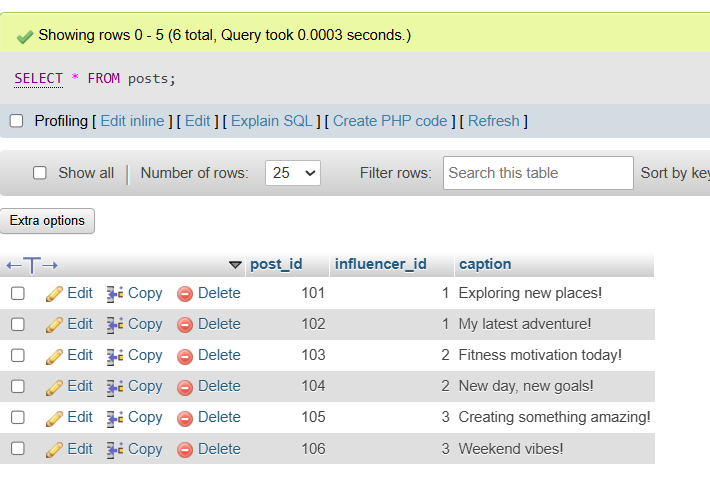 Showing rows 0 - 5 (6 total, Query took 0.0003 seconds.)
SELECT * FROM posts;
Profiling [ Edit inline ] [ Edit ] [ Explain SQL ] [ Create PHP code ] [ Refresh ]
Show all Number of rows: 25 Filter rows: Search this table Sort by key
Extra options
←T→ post_id influencer_id caption
Edit Copy Delete 101 1 Exploring new places!
Edit Copy Delete 102 1 My latest adventure!
Edit Copy Delete 103 2 Fitness motivation today!
Edit Copy Delete 104 2 New day, new goals!
Edit Copy Delete 105 3 Creating something amazing!
Edit Copy Delete 106 3 Weekend vibes!